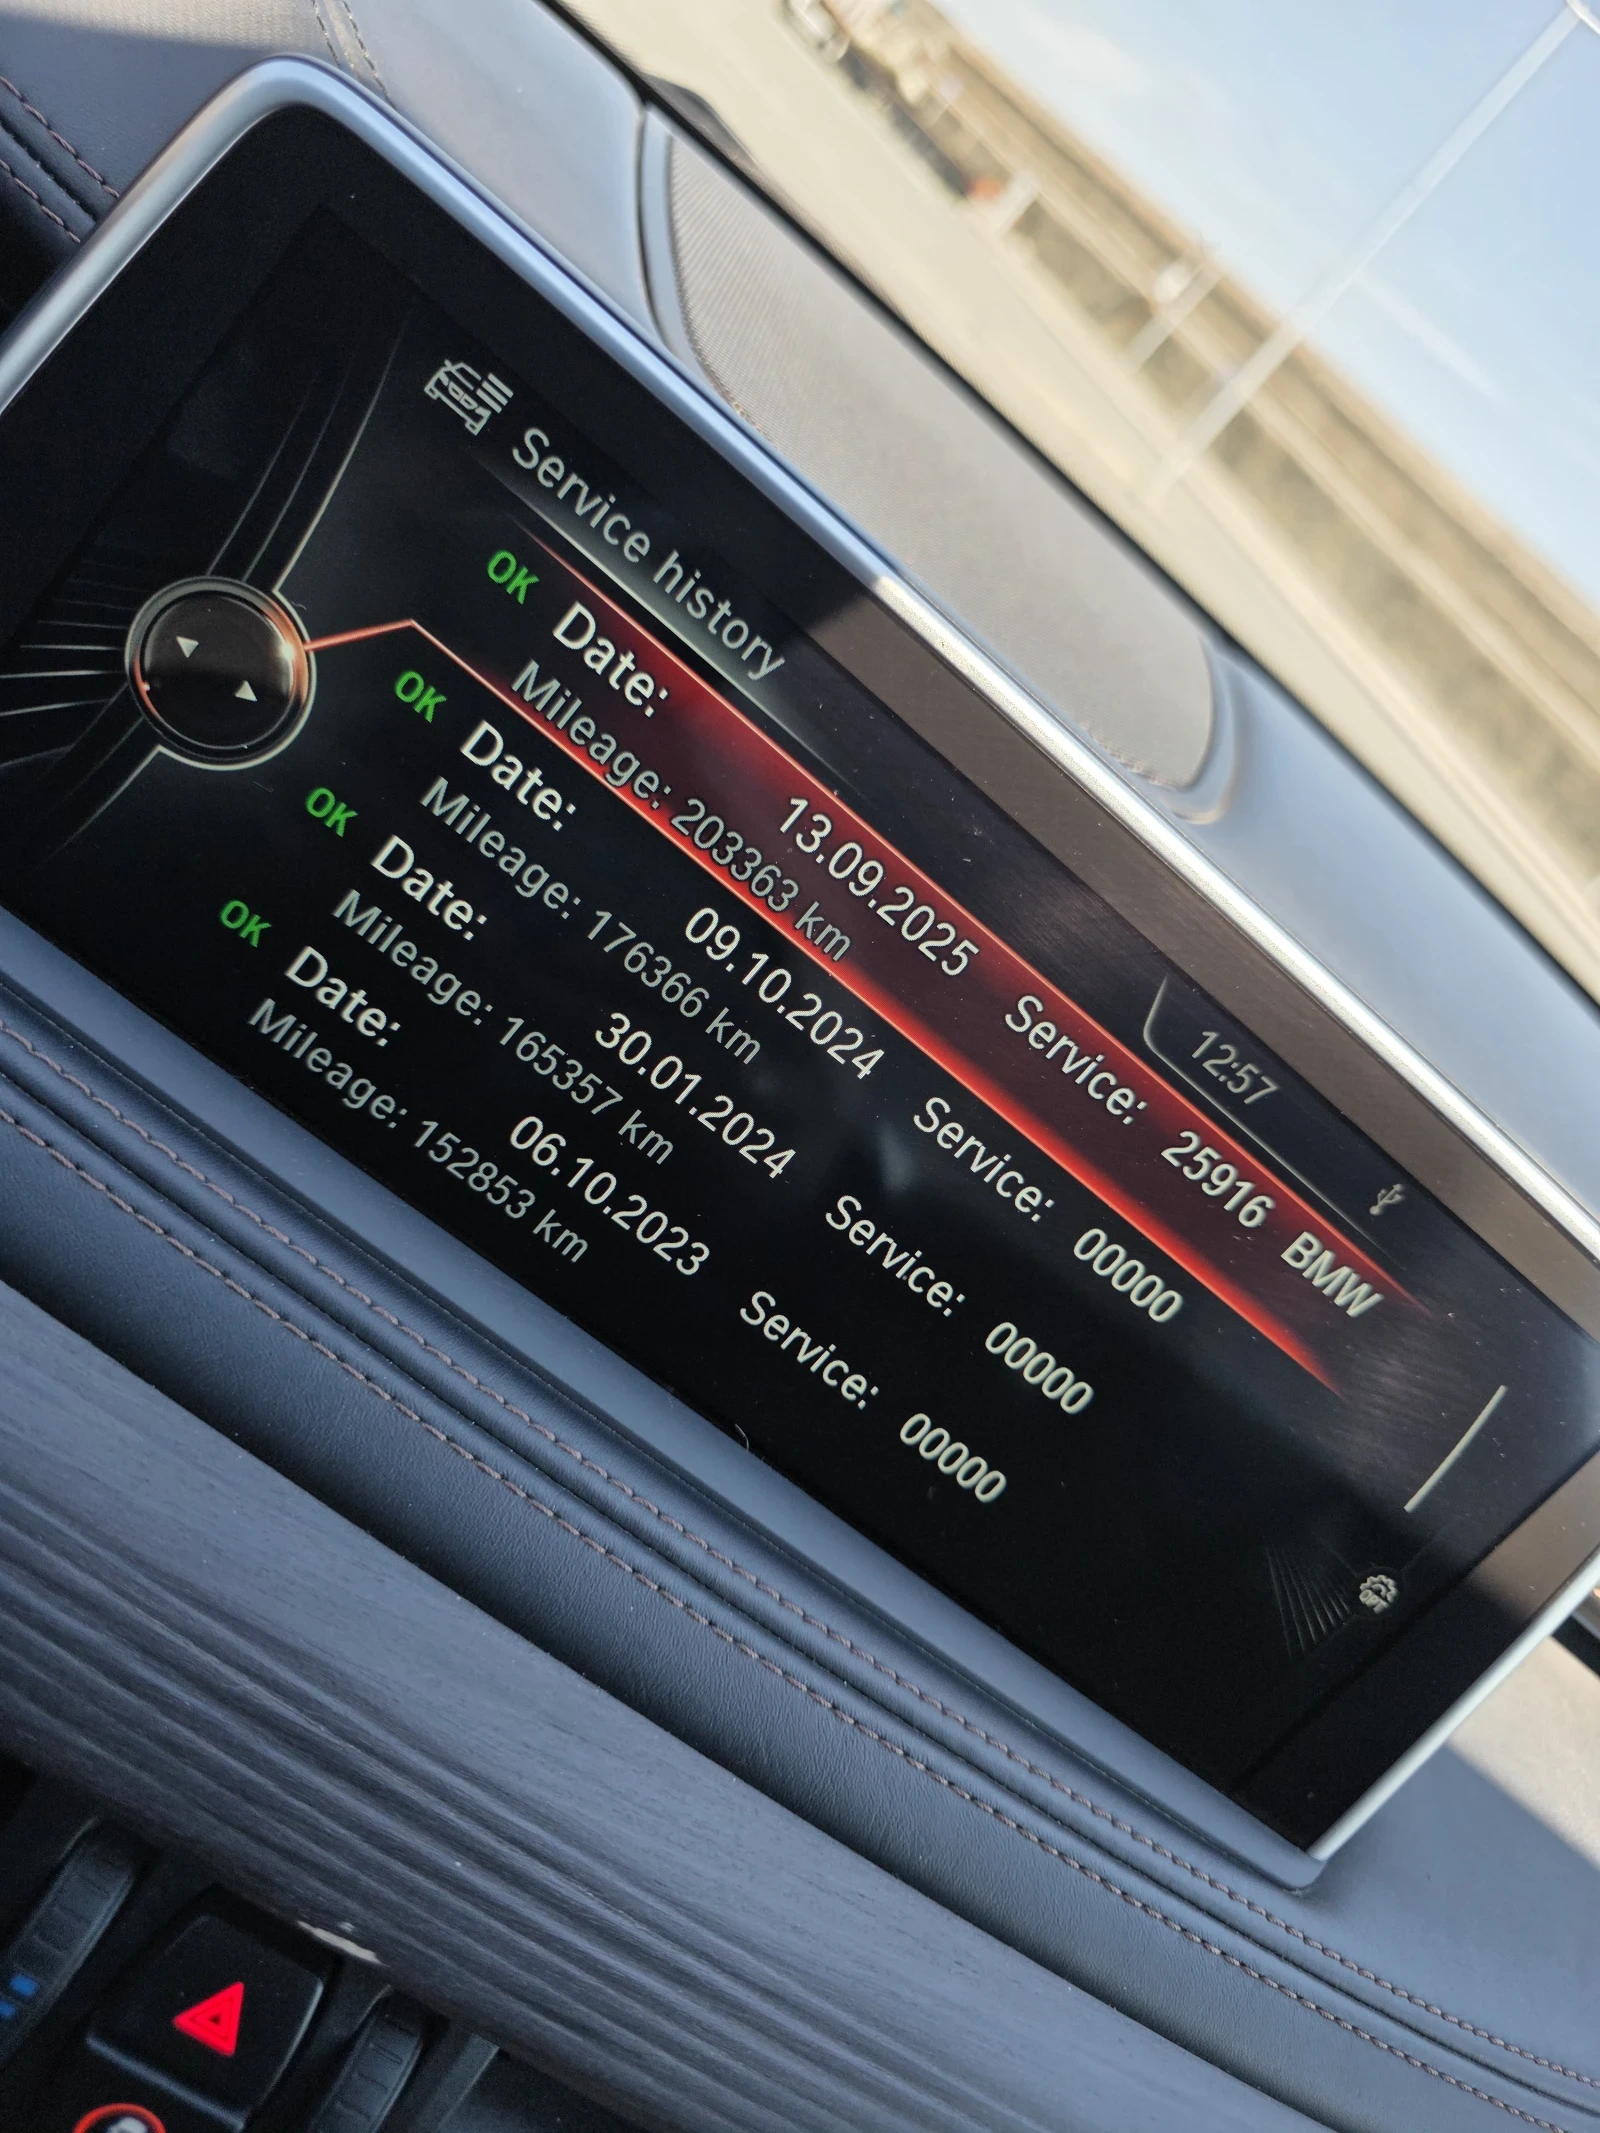 Service history
12:57
OK Date: 13.09.2025 Service: 25916 BMW
Mileage: 203363 km
OK Date: 09.10.2024 Service: 00000
Mileage: 176366 km
OK Date: 30.01.2024 Service: 00000
Mileage: 165357 km
OK Date: 06.10.2023 Service: 00000
Mileage: 152853 km
OPT